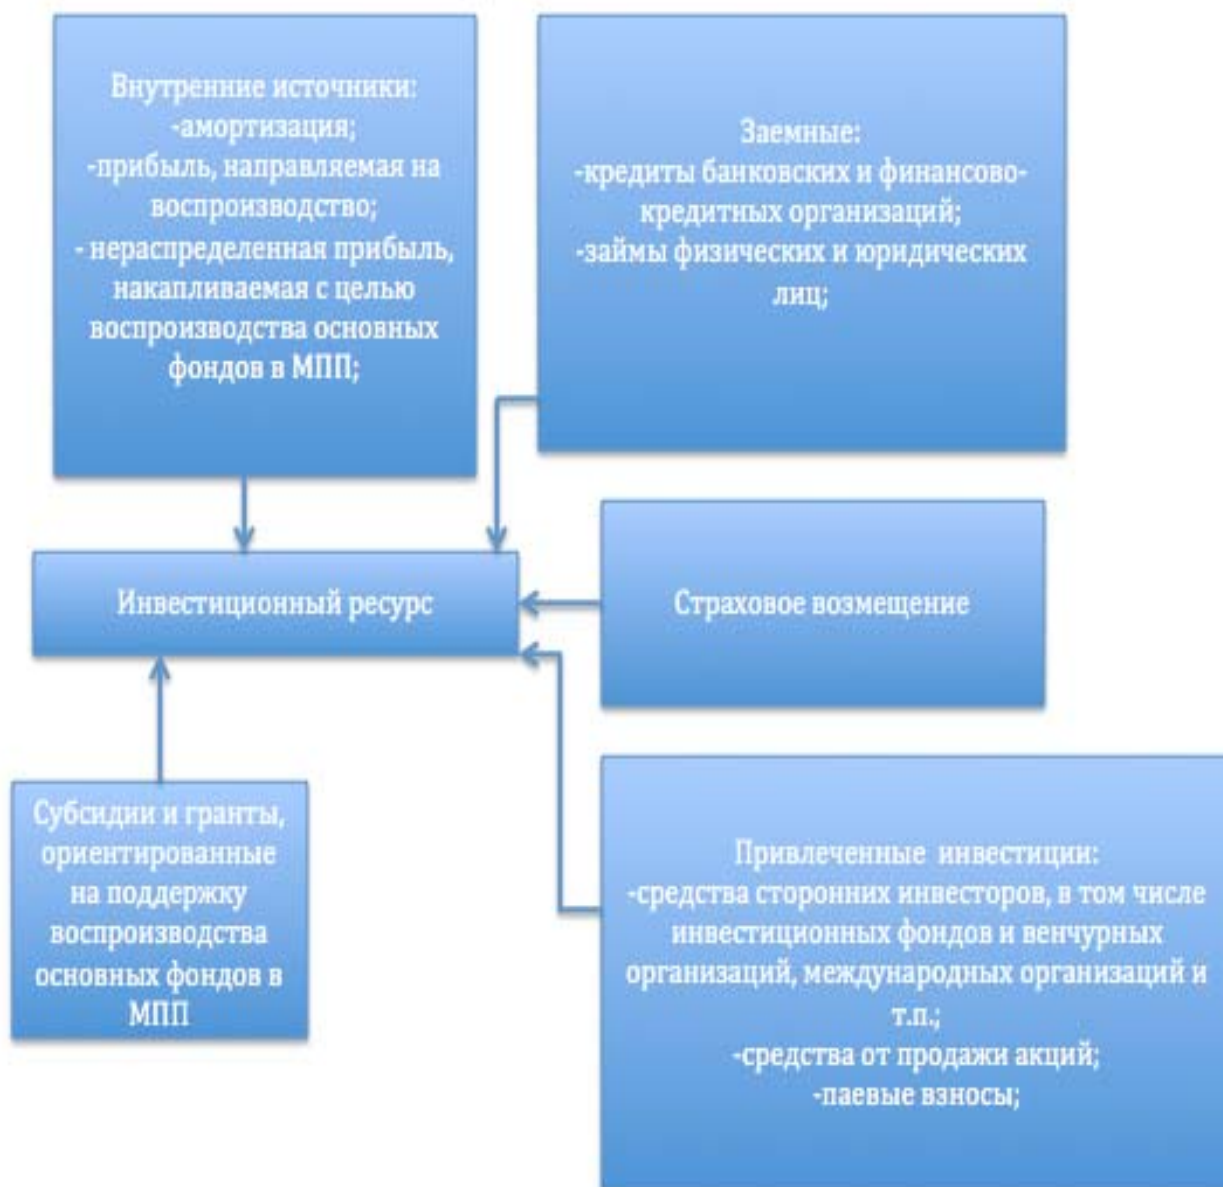 Внутренние источники:
-амортизация;
-прибыль, направляемая на
воспроизводство;
- нераспределенная прибыль,
накапливаемая с целью
воспроизводства основных
фондов в МПП;
Заемные:
-кредиты банковских и финансово-
кредитных организаций;
-займы физических и юридических
лиц;
Инвестиционный ресурс
Страховое возмещение
Субсидии и гранты,
ориентированные
на поддержку
воспроизводства
основных фондов в
МПП
Привлеченные инвестиции:
-средства сторонних инвесторов, в том числе
инвестиционных фондов и венчурных
организаций, международных организаций и
т.п.;
-средства от продажи акций;
-паевые взносы;